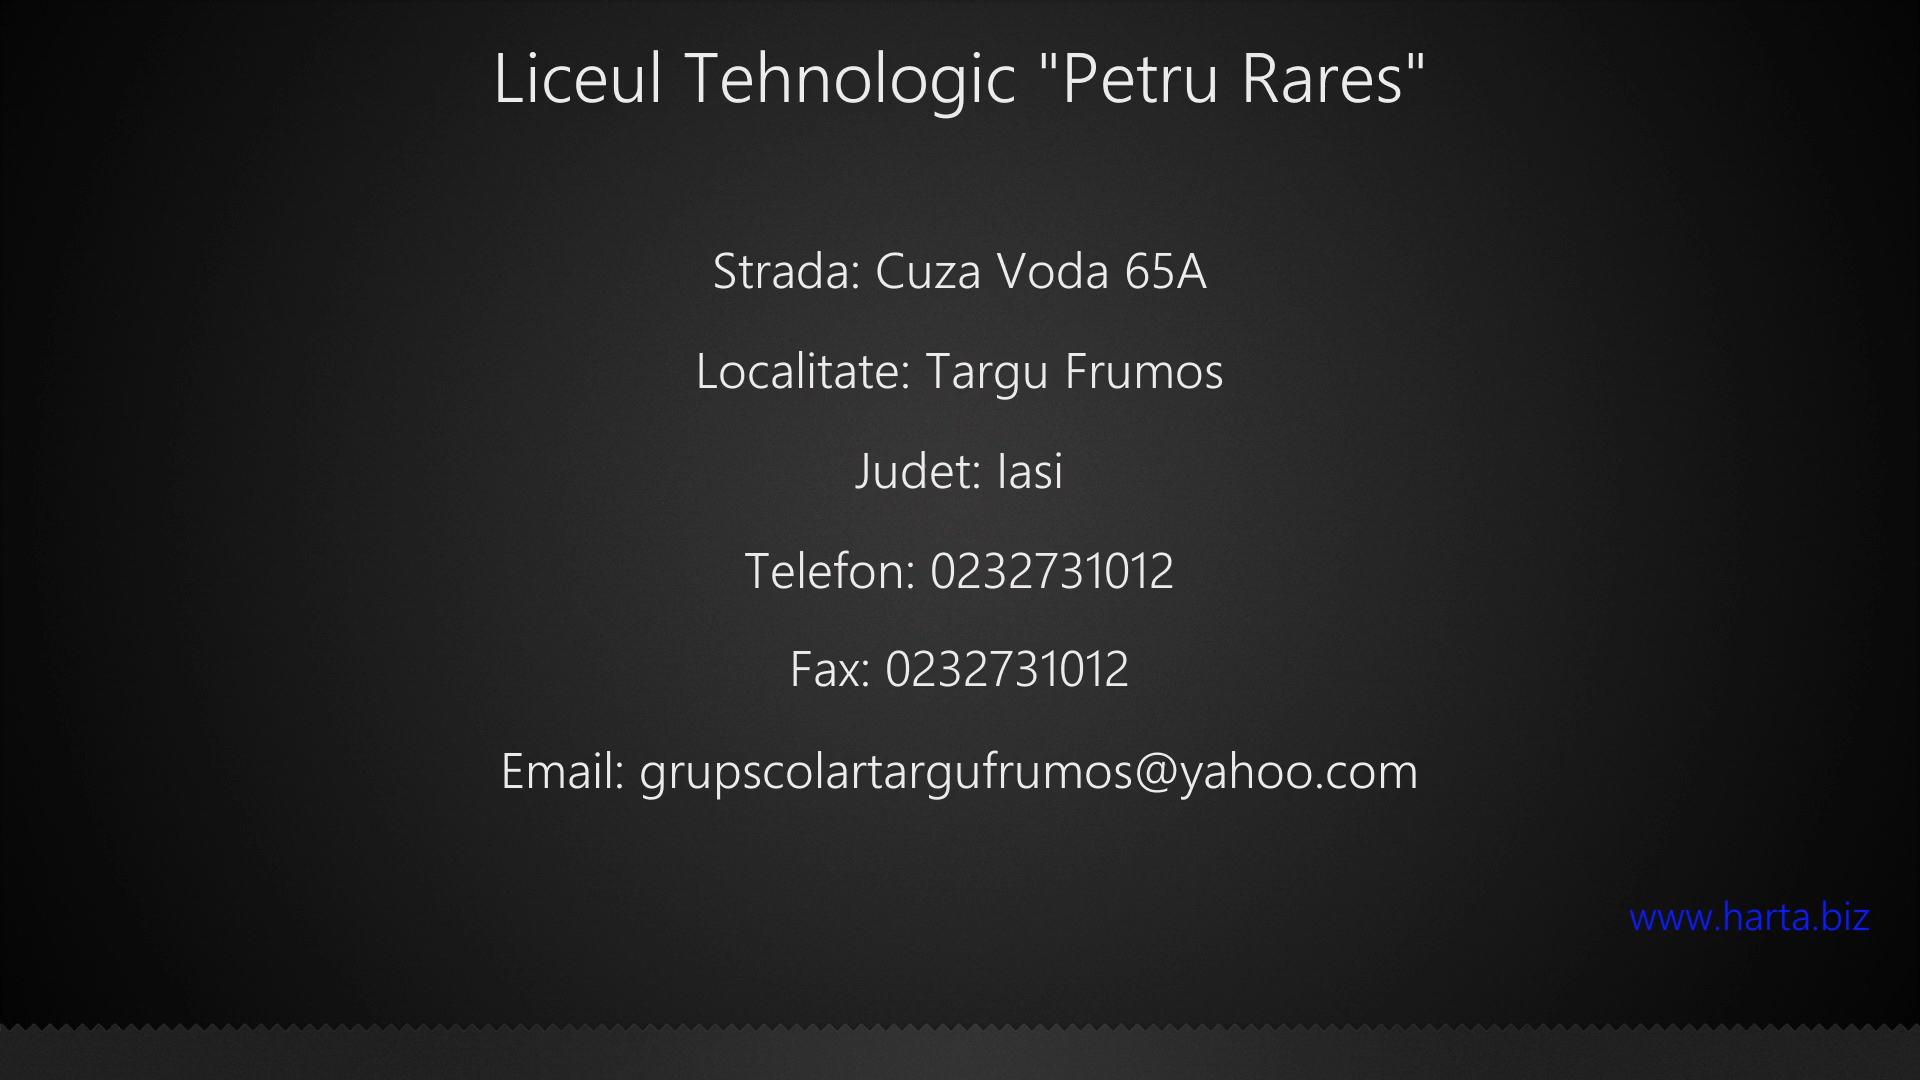 Liceul Tehnologic "Petru Rares"
Strada: Cuza Voda 65A
Localitate: Targu Frumos
Judet: Iasi
Telefon: 0232731012
Fax: 0232731012
Email: grupscolartargufrumos@yahoo.com
www.harta.biz